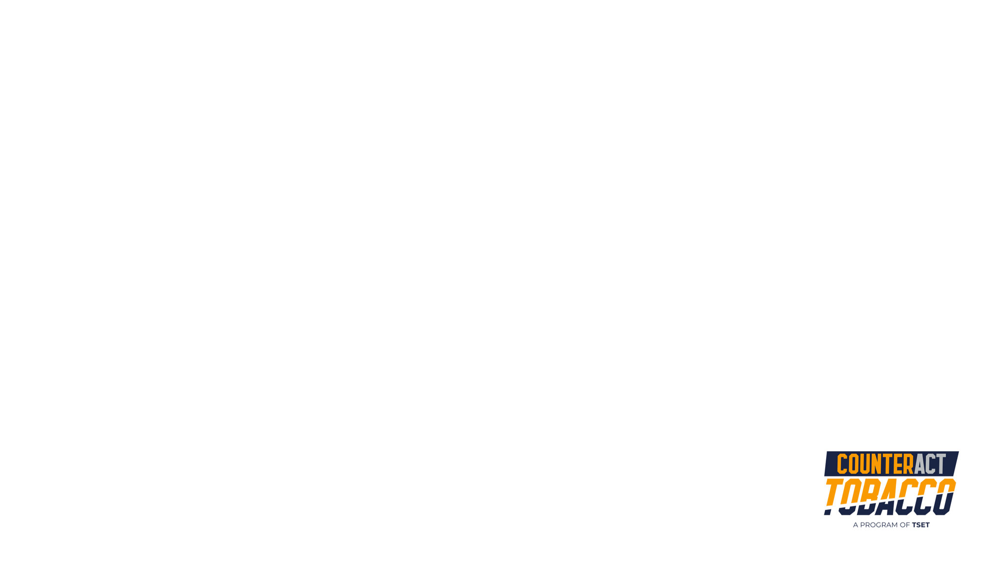 COUNTERACT
TOBACCO
A PROGRAM OF TSET